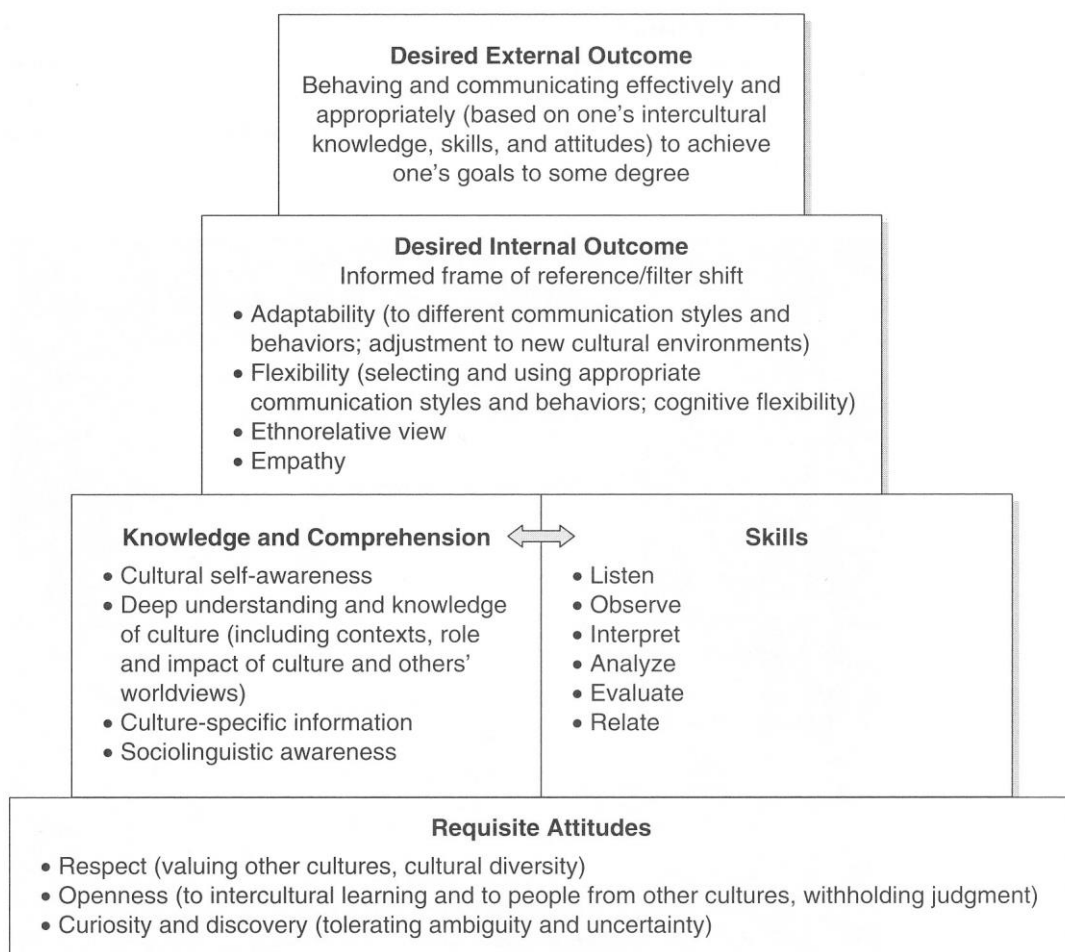 Desired External Outcome
Behaving and communicating effectively and
appropriately (based on one's intercultural
knowledge, skills, and attitudes) to achieve
one's goals to some degree
Desired Internal Outcome
Informed frame of reference/filter shift
• Adaptability (to different communication styles and
behaviors; adjustment to new cultural environments)
• Flexibility (selecting and using appropriate
communication styles and behaviors; cognitive flexibility)
• Ethnorelative view
• Empathy
Knowledge and Comprehension
• Cultural self-awareness
• Deep understanding and knowledge
of culture (including contexts, role
and impact of culture and others'
worldviews)
• Culture-specific information
• Sociolinguistic awareness
Skills
• Listen
• Observe
• Interpret
• Analyze
• Evaluate
• Relate
Requisite Attitudes
• Respect (valuing other cultures, cultural diversity)
• Openness (to intercultural learning and to people from other cultures, withholding judgment)
• Curiosity and discovery (tolerating ambiguity and uncertainty)